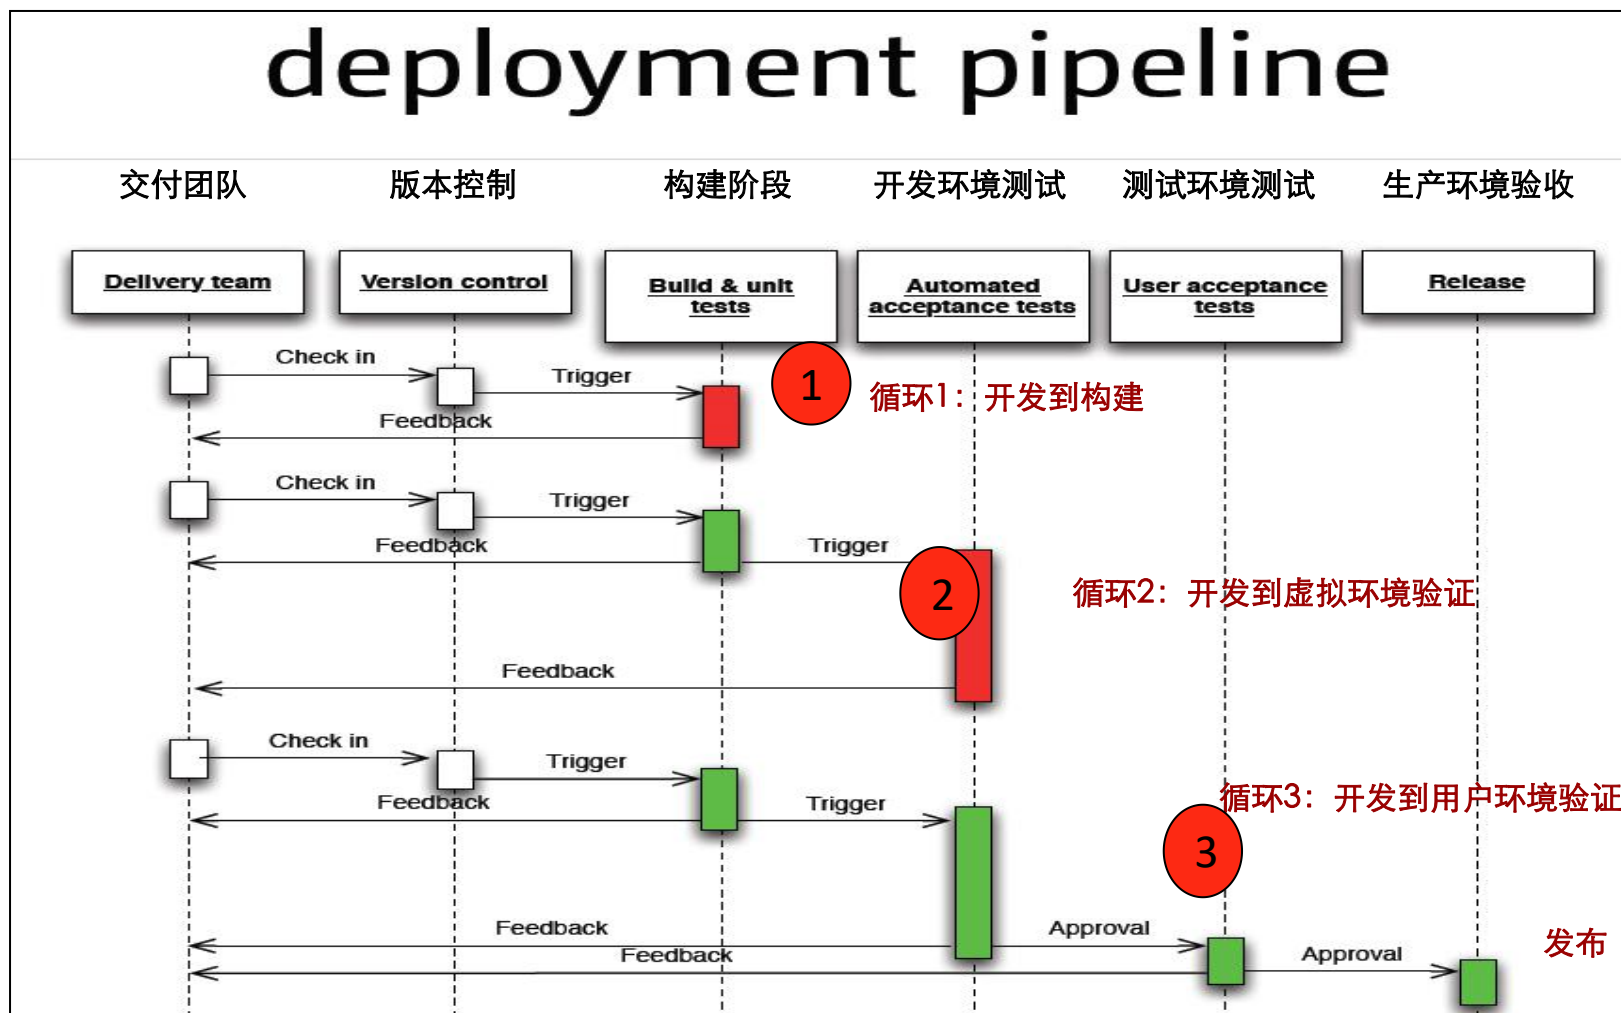 deployment pipeline
交付团队
版本控制
构建阶段
开发环境测试
测试环境测试
生产环境验收
Delivery team
Version control
Build & unit
tests
Automated
acceptance tests
User acceptance
tests
Release
Check in
Trigger
1
循环1：开发到构建
Feedback
Check in
Trigger
Feedback
Trigger
2
循环2：开发到虚拟环境验证
Feedback
Check in
Trigger
Feedback
Trigger
循环3：开发到用户环境验证
3
Feedback
Approval
发布
Feedback
Approval